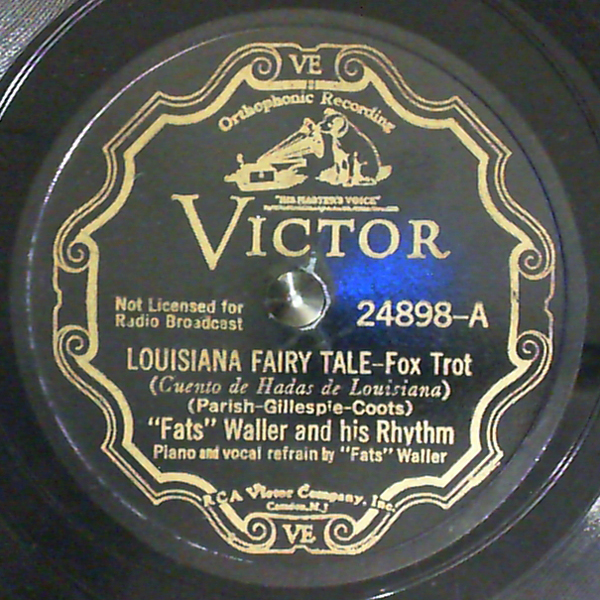 VE
Orthophonic Recording
"HIS MASTER'S VOICE"
VICTOR
Not Licensed for
Radio Broadcast
24898-A
LOUISIANA FAIRY TALE-Fox Trot
(Cuento de Hadas de Louisiana)
(Parish-Gillespie-Coots)
"Fats" Waller and his Rhythm
Piano and vocal refrain by "Fats" Waller
RCA Victor Company, Inc.
Camden, N.J.
VE